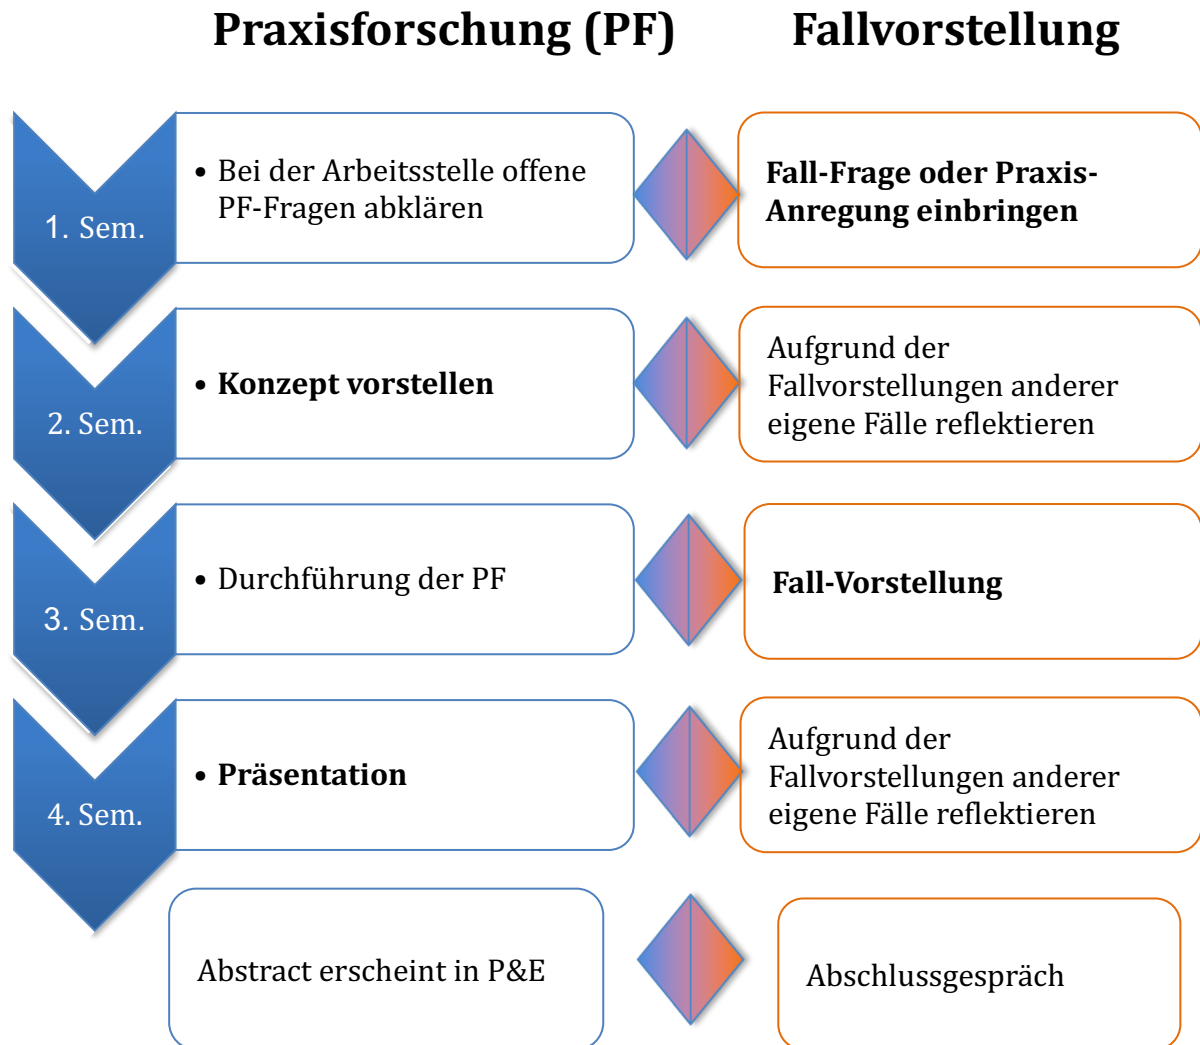 Praxisforschung (PF)
Fallvorstellung
1. Sem.
• Bei der Arbeitsstelle offene
PF-Fragen abklären
Fall-Frage oder Praxis-
Anregung einbringen
2. Sem.
• Konzept vorstellen
Aufgrund der
Fallvorstellungen anderer
eigene Fälle reflektieren
3. Sem.
• Durchführung der PF
Fall-Vorstellung
4. Sem.
• Präsentation
Aufgrund der
Fallvorstellungen anderer
eigene Fälle reflektieren
Abstract erscheint in P&E
Abschlussgespräch